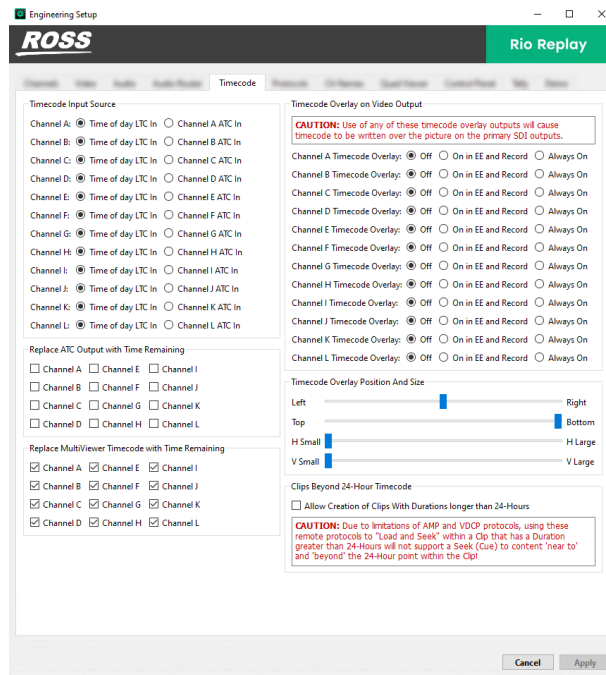 Engineering Setup
ROSS
Rio Replay
Timecode
Timecode Input Source
Channel A: Time of day LTC In Channel A ATC In
Channel B: Time of day LTC In Channel B ATC In
Channel C: Time of day LTC In Channel C ATC In
Channel D: Time of day LTC In Channel D ATC In
Channel E: Time of day LTC In Channel E ATC In
Channel F: Time of day LTC In Channel F ATC In
Channel G: Time of day LTC In Channel G ATC In
Channel H: Time of day LTC In Channel H ATC In
Channel I: Time of day LTC In Channel I ATC In
Channel J: Time of day LTC In Channel J ATC In
Channel K: Time of day LTC In Channel K ATC In
Channel L: Time of day LTC In Channel L ATC In
Replace ATC Output with Time Remaining
Channel A Channel E Channel I
Channel B Channel F Channel J
Channel C Channel G Channel K
Channel D Channel H Channel L
Replace MultiViewer Timecode with Time Remaining
Channel A Channel E Channel I
Channel B Channel F Channel J
Channel C Channel G Channel K
Channel D Channel H Channel L
Timecode Overlay on Video Output
CAUTION: Use of any of these timecode overlay outputs will cause
timecode to be written over the picture on the primary SDI outputs.
Channel A Timecode Overlay: Off On in EE and Record Always On
Channel B Timecode Overlay: Off On in EE and Record Always On
Channel C Timecode Overlay: Off On in EE and Record Always On
Channel D Timecode Overlay: Off On in EE and Record Always On
Channel E Timecode Overlay: Off On in EE and Record Always On
Channel F Timecode Overlay: Off On in EE and Record Always On
Channel G Timecode Overlay: Off On in EE and Record Always On
Channel H Timecode Overlay: Off On in EE and Record Always On
Channel I Timecode Overlay: Off On in EE and Record Always On
Channel J Timecode Overlay: Off On in EE and Record Always On
Channel K Timecode Overlay: Off On in EE and Record Always On
Channel L Timecode Overlay: Off On in EE and Record Always On
Timecode Overlay Position And Size
Left Right
Top Bottom
H Small H Large
V Small V Large
Clips Beyond 24-Hour Timecode
Allow Creation of Clips With Durations longer than 24-Hours
CAUTION: Due to limitations of AMP and VDCP protocols, using these
remote protocols to "Load and Seek" within a Clip that has a Duration
greater than 24-Hours will not support a Seek (Cue) to content 'near to'
and 'beyond' the 24-Hour point within the Clip!
Cancel Apply